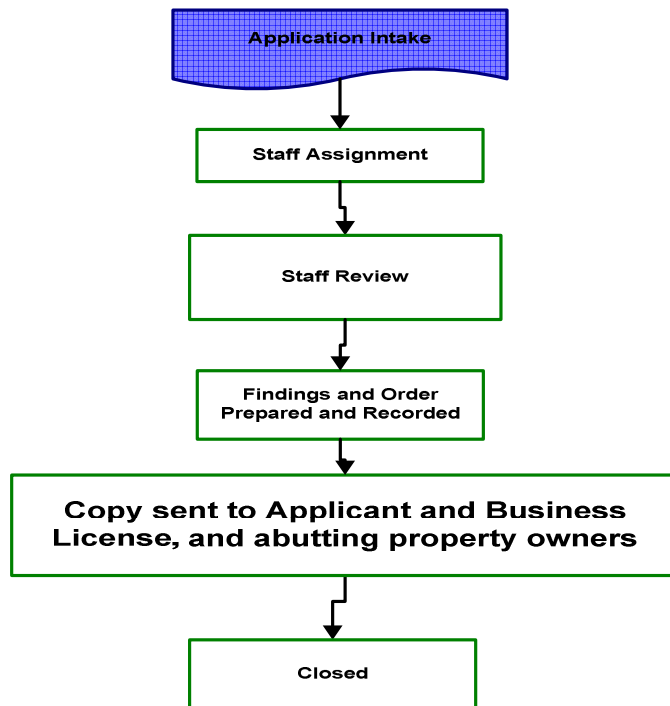 Application Intake
Staff Assignment
Staff Review
Findings and Order
Prepared and Recorded
Copy sent to Applicant and Business
License, and abutting property owners
Closed